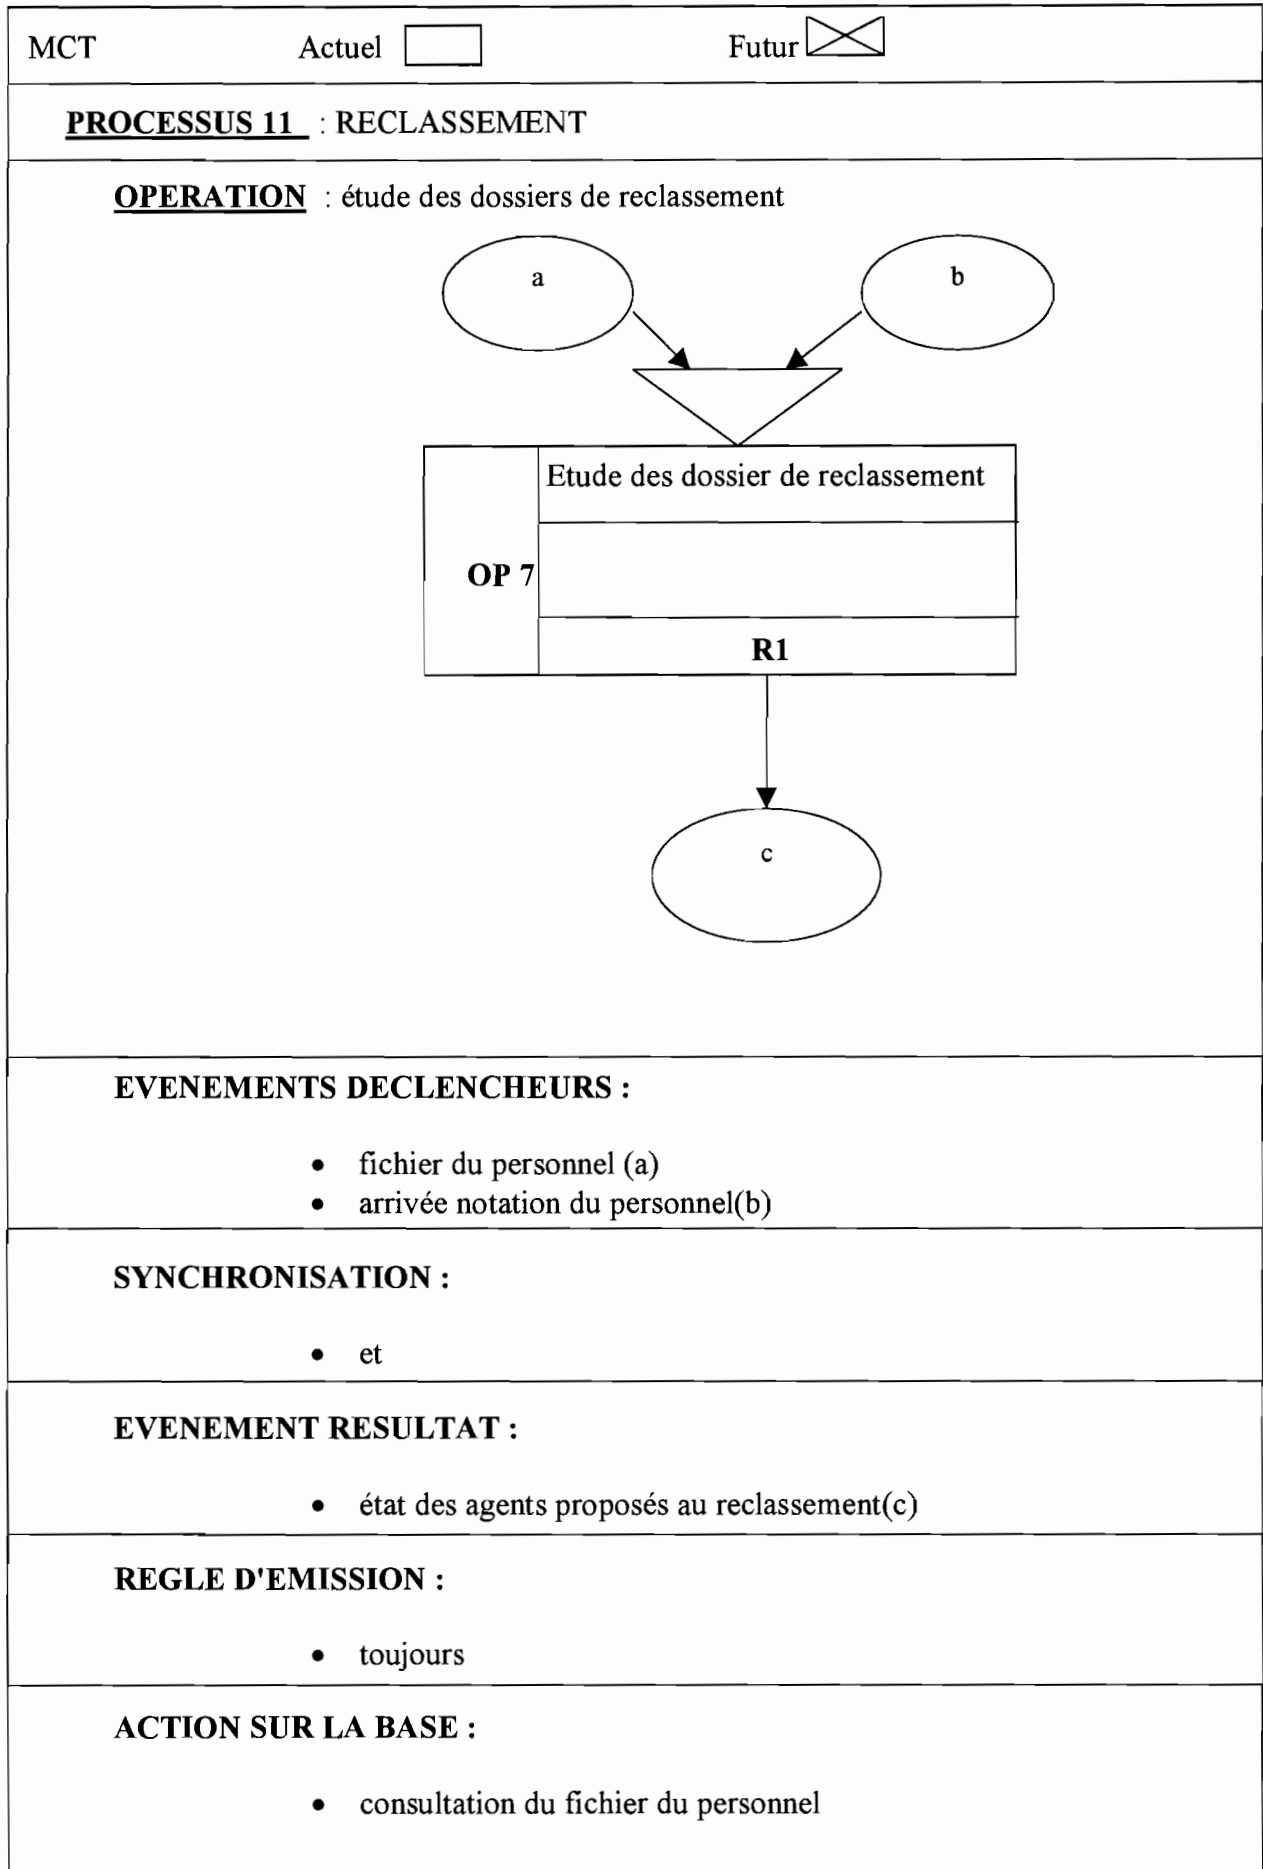 MCT Actuel Futur
PROCESSUS 11 : RECLASSEMENT
OPERATION : étude des dossiers de reclassement
a b
Etude des dossier de reclassement
OP 7
R1
c
EVENEMENTS DECLENCHEURS :
• fichier du personnel (a)
• arrivée notation du personnel(b)
SYNCHRONISATION :
• et
EVENEMENT RESULTAT :
• état des agents proposés au reclassement(c)
REGLE D'EMISSION :
• toujours
ACTION SUR LA BASE :
• consultation du fichier du personnel